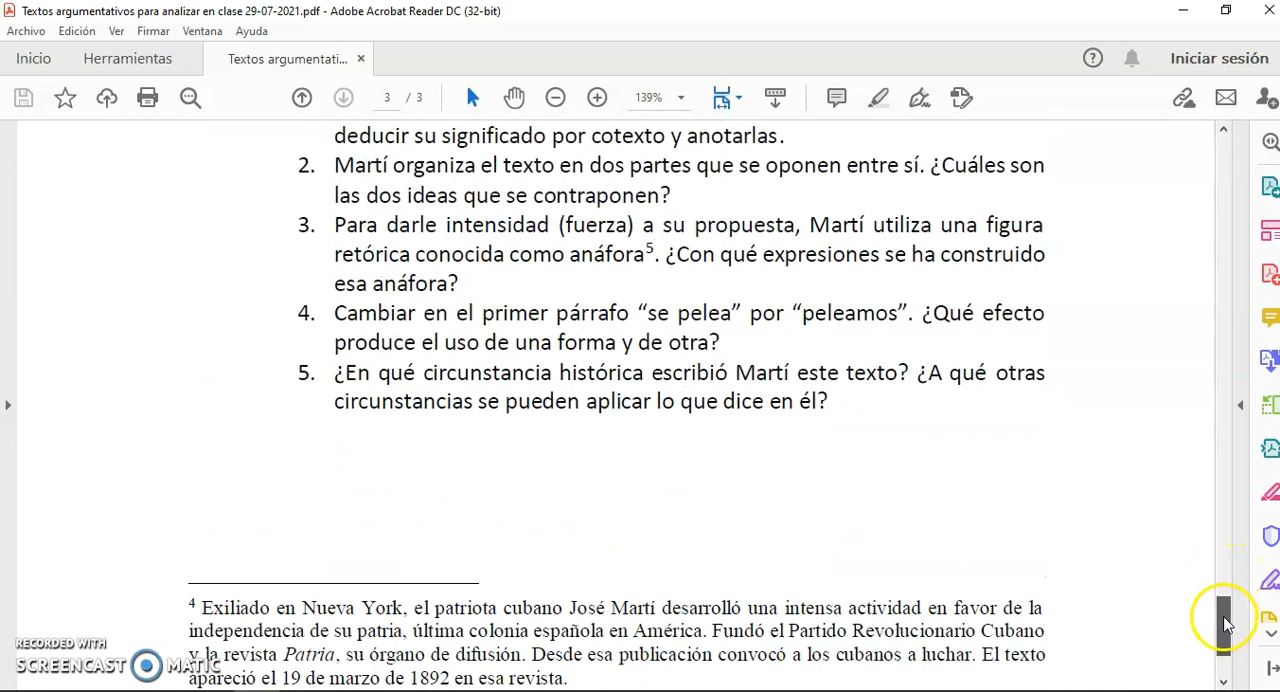 Textos argumentativos para analizar en clase 29-07-2021.pdf - Adobe Acrobat Reader DC (32-bit)
Archivo Edición Ver Firmar Ventana Ayuda
Inicio Herramientas Textos argumentati... × Iniciar sesión
3 / 3 139%
deducir su significado por cotexto y anotarlas.
2. Martí organiza el texto en dos partes que se oponen entre sí. ¿Cuáles son
las dos ideas que se contraponen?
3. Para darle intensidad (fuerza) a su propuesta, Martí utiliza una figura
retórica conocida como anáfora⁵. ¿Con qué expresiones se ha construido
esa anáfora?
4. Cambiar en el primer párrafo “se pelea” por “peleamos”. ¿Qué efecto
produce el uso de una forma y de otra?
5. ¿En qué circunstancia histórica escribió Martí este texto? ¿A qué otras
circunstancias se pueden aplicar lo que dice en él?
⁴ Exiliado en Nueva York, el patriota cubano José Martí desarrolló una intensa actividad en favor de la
independencia de su patria, última colonia española en América. Fundó el Partido Revolucionario Cubano
y la revista Patria, su órgano de difusión. Desde esa publicación convocó a los cubanos a luchar. El texto
apareció el 19 de marzo de 1892 en esa revista.
RECORDED WITH
SCREENCAST MATIC